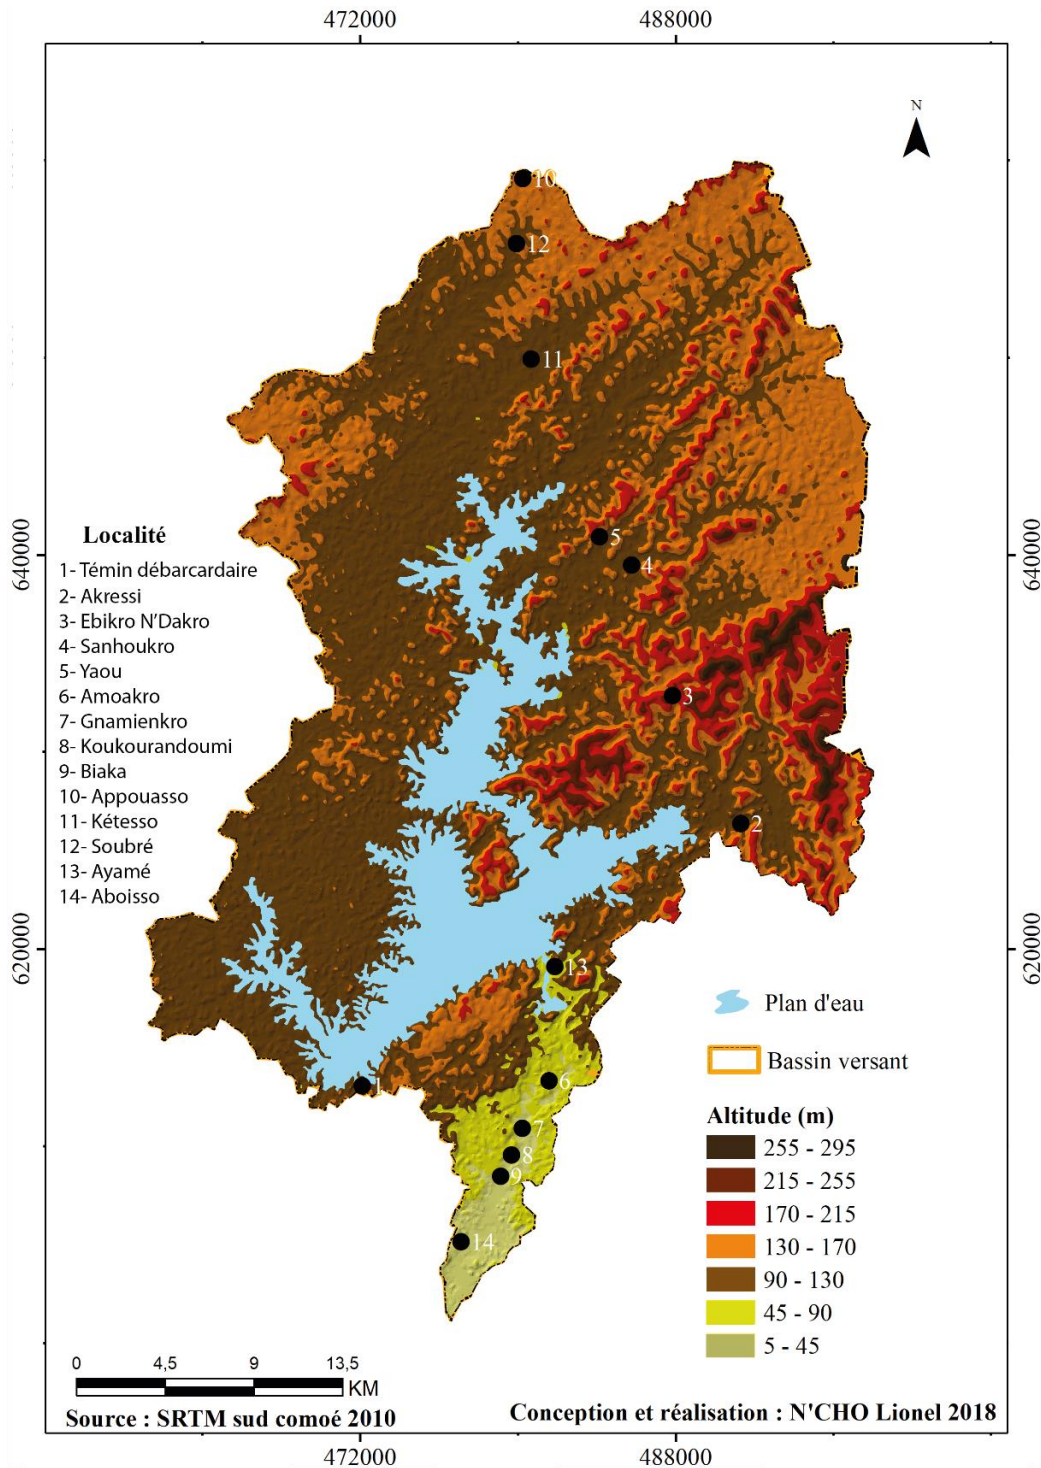 472000
488000
N
10
12
11
5
4
3
2
13
1
6
7
8
9
14
640000
640000
620000
620000
Localité
1- Témin débarcardaire
2- Akressi
3- Ebikro N'Dakro
4- Sanhoukro
5- Yaou
6- Amoakro
7- Gnamienkro
8- Koukourandoumi
9- Biaka
10- Appouasso
11- Kétesso
12- Soubré
13- Ayamé
14- Aboisso
Plan d'eau
Bassin versant
Altitude (m)
255 - 295
215 - 255
170 - 215
130 - 170
90 - 130
45 - 90
5 - 45
0 4,5 9 13,5
KM
Source : SRTM sud comoé 2010
Conception et réalisation : N'CHO Lionel 2018
472000
488000